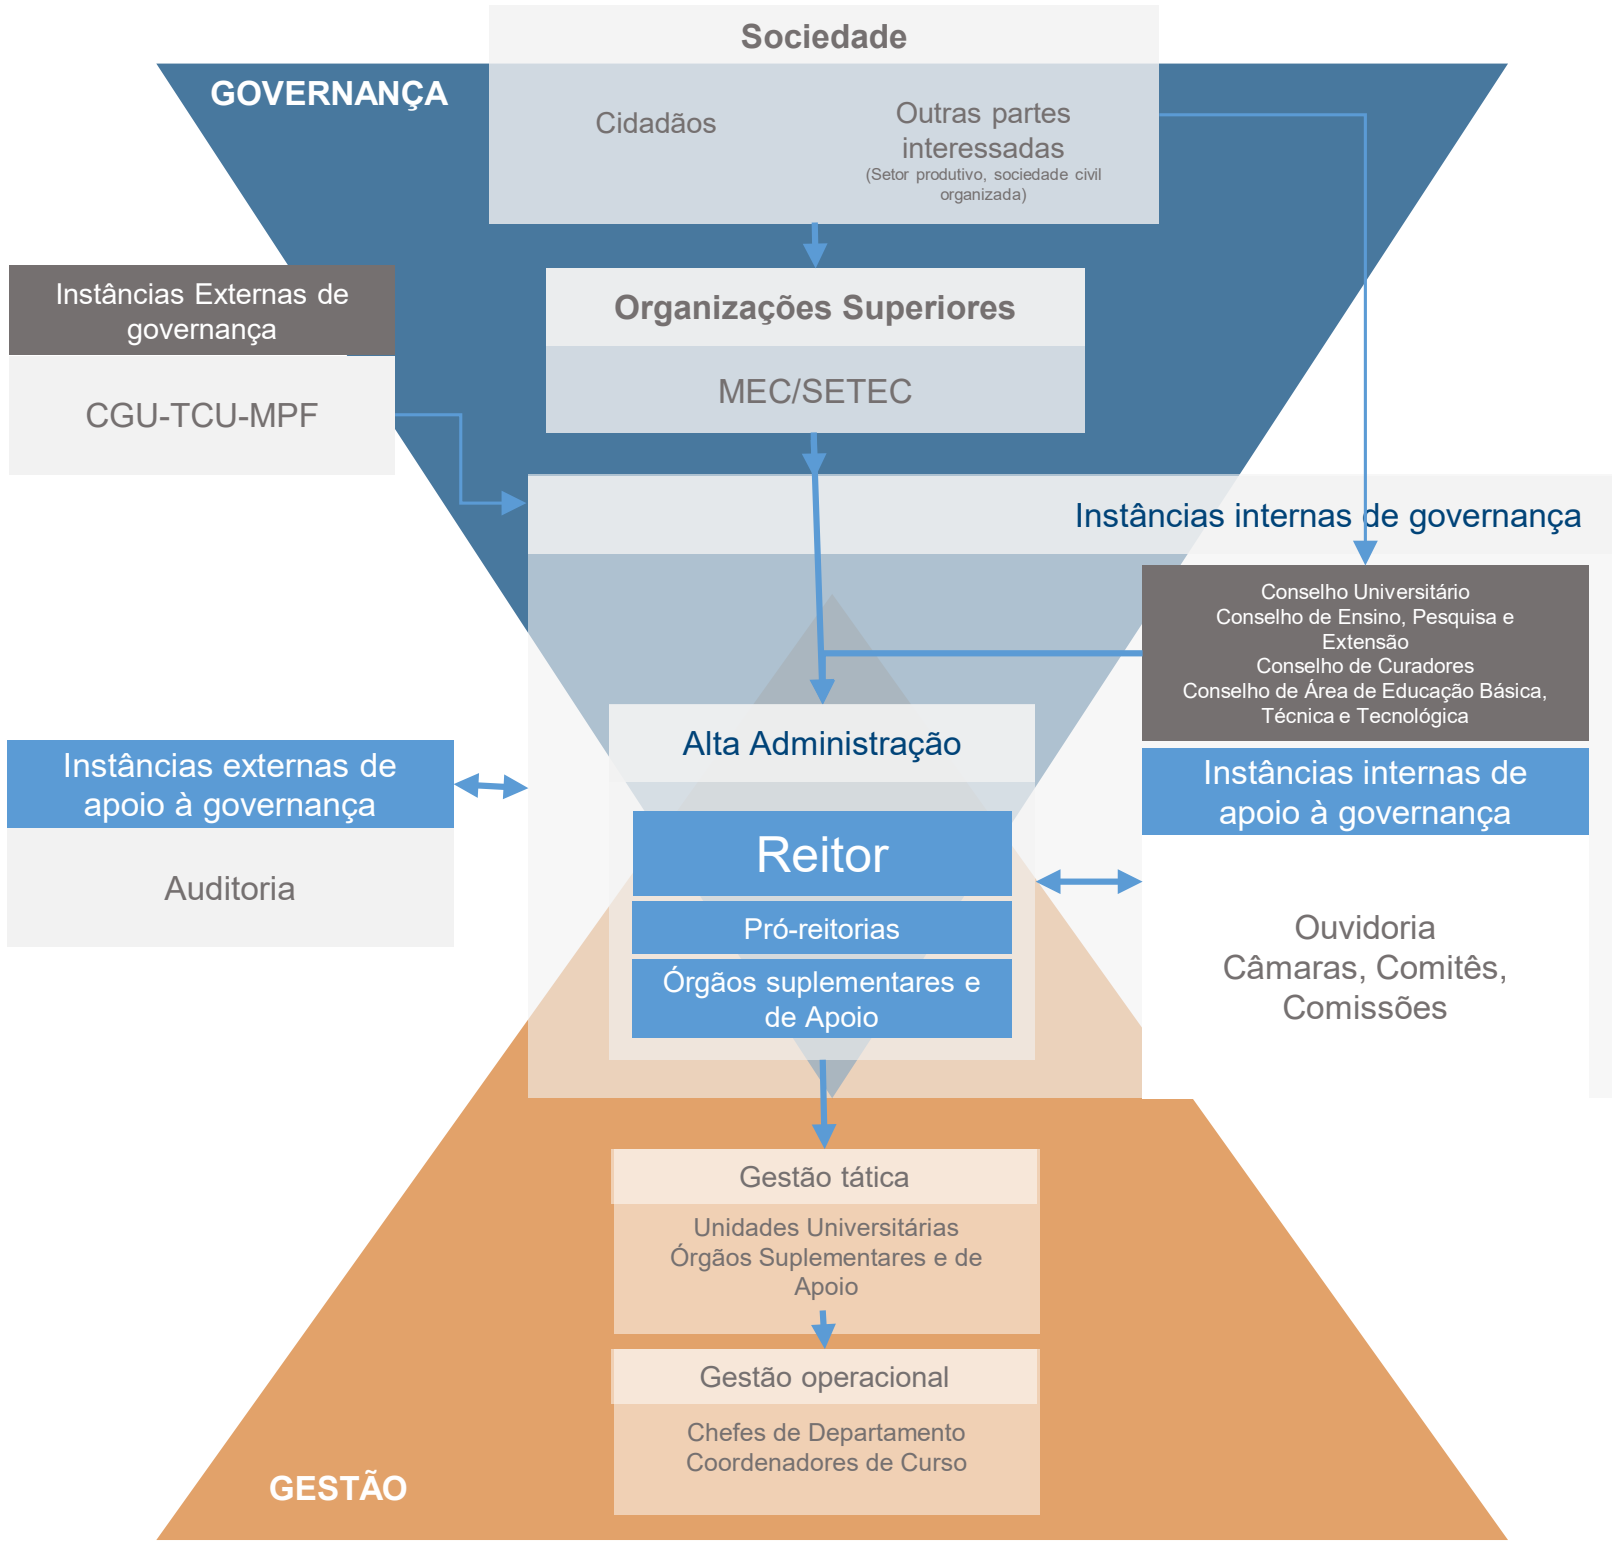 Sociedade
GOVERNANÇA
Cidadãos
Outras partes
interessadas
(Setor produtivo, sociedade civil
organizada)
Instâncias Externas de
governança
CGU-TCU-MPF
Organizações Superiores
MEC/SETEC
Instâncias internas de governança
Conselho Universitário
Conselho de Ensino, Pesquisa e
Extensão
Conselho de Curadores
Conselho de Área de Educação Básica,
Técnica e Tecnológica
Alta Administração
Instâncias externas de
apoio à governança
Auditoria
Reitor
Pró-reitorias
Órgãos suplementares e
de Apoio
Instâncias internas de
apoio à governança
Ouvidoria
Câmaras, Comitês,
Comissões
Gestão tática
Unidades Universitárias
Órgãos Suplementares e de
Apoio
Gestão operacional
Chefes de Departamento
Coordenadores de Curso
GESTÃO